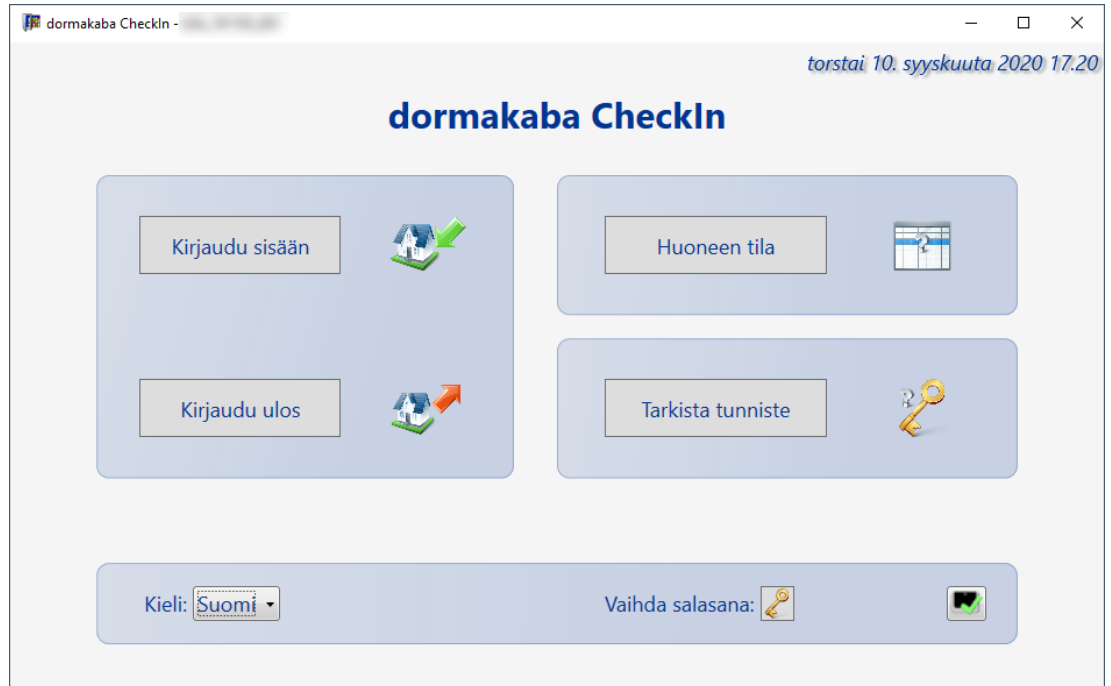 dormakaba CheckIn -
torstai 10. syyskuuta 2020 17.20
dormakaba CheckIn
Kirjaudu sisään
Huoneen tila
Kirjaudu ulos
Tarkista tunniste
Kieli: Suomi
Vaihda salasana: